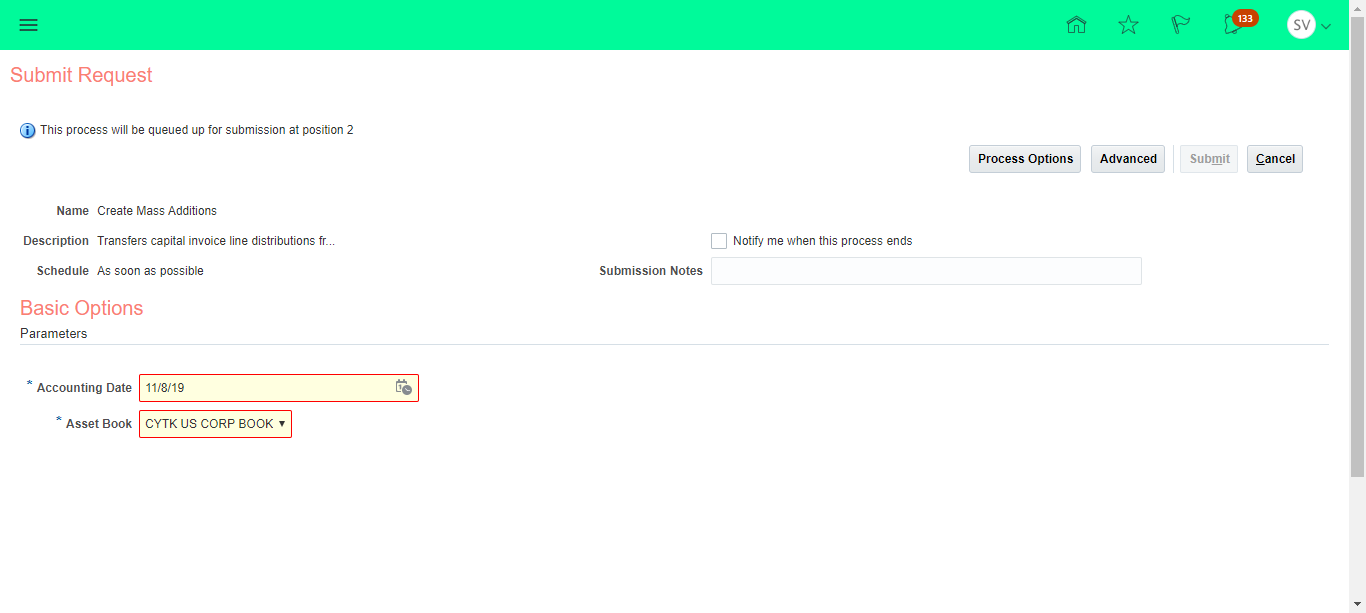 133
SV
Submit Request
This process will be queued up for submission at position 2
Process Options Advanced Submit Cancel
Name Create Mass Additions
Description Transfers capital invoice line distributions fr...
Notify me when this process ends
Schedule As soon as possible
Submission Notes
Basic Options
Parameters
* Accounting Date 11/8/19
* Asset Book CYTK US CORP BOOK